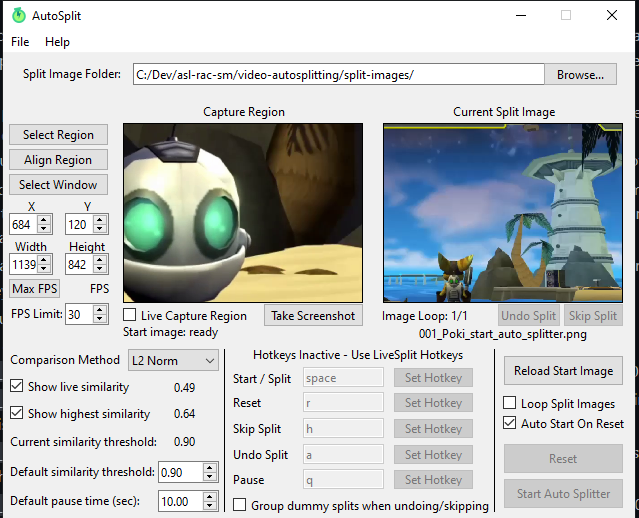 AutoSplit
File Help
Split Image Folder: C:/Dev/asl-rac-sm/video-autosplitting/split-images/ Browse...
Capture Region Current Split Image
Select Region
Align Region
Select Window
X Y
684 120
Width Height
1139 842
Max FPS FPS
FPS Limit: 30
Live Capture Region Take Screenshot
Start image: ready
Image Loop: 1/1 Undo Split Skip Split
001_Poki_start_auto_splitter.png
Comparison Method L2 Norm
Show live similarity 0.49
Show highest similarity 0.64
Current similarity threshold: 0.90
Default similarity threshold: 0.90
Default pause time (sec): 10.00
Hotkeys Inactive - Use LiveSplit Hotkeys
Start / Split space Set Hotkey
Reset r Set Hotkey
Skip Split h Set Hotkey
Undo Split a Set Hotkey
Pause q Set Hotkey
Group dummy splits when undoing/skipping
Reload Start Image
Loop Split Images
Auto Start On Reset
Reset
Start Auto Splitter